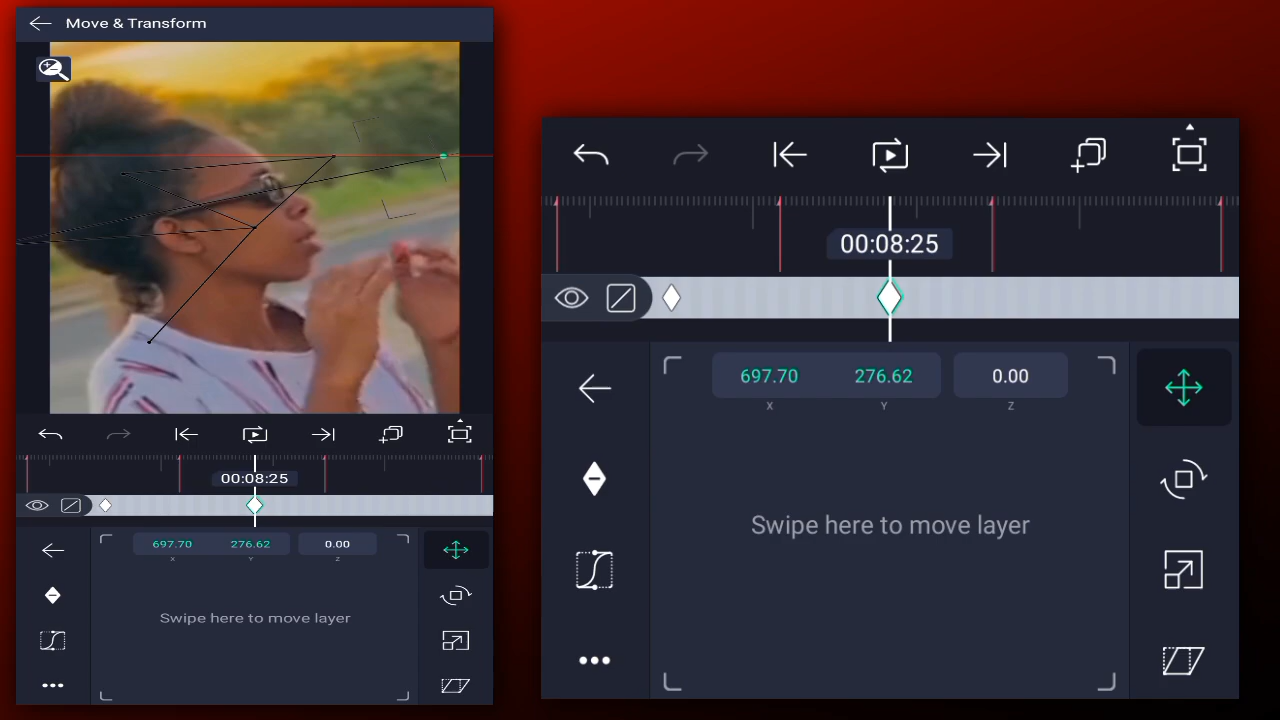 Move & Transform
00:08:25
697.70 276.62 0.00
X Y Z
Swipe here to move layer
00:08:25
697.70 276.62 0.00
X Y Z
Swipe here to move layer